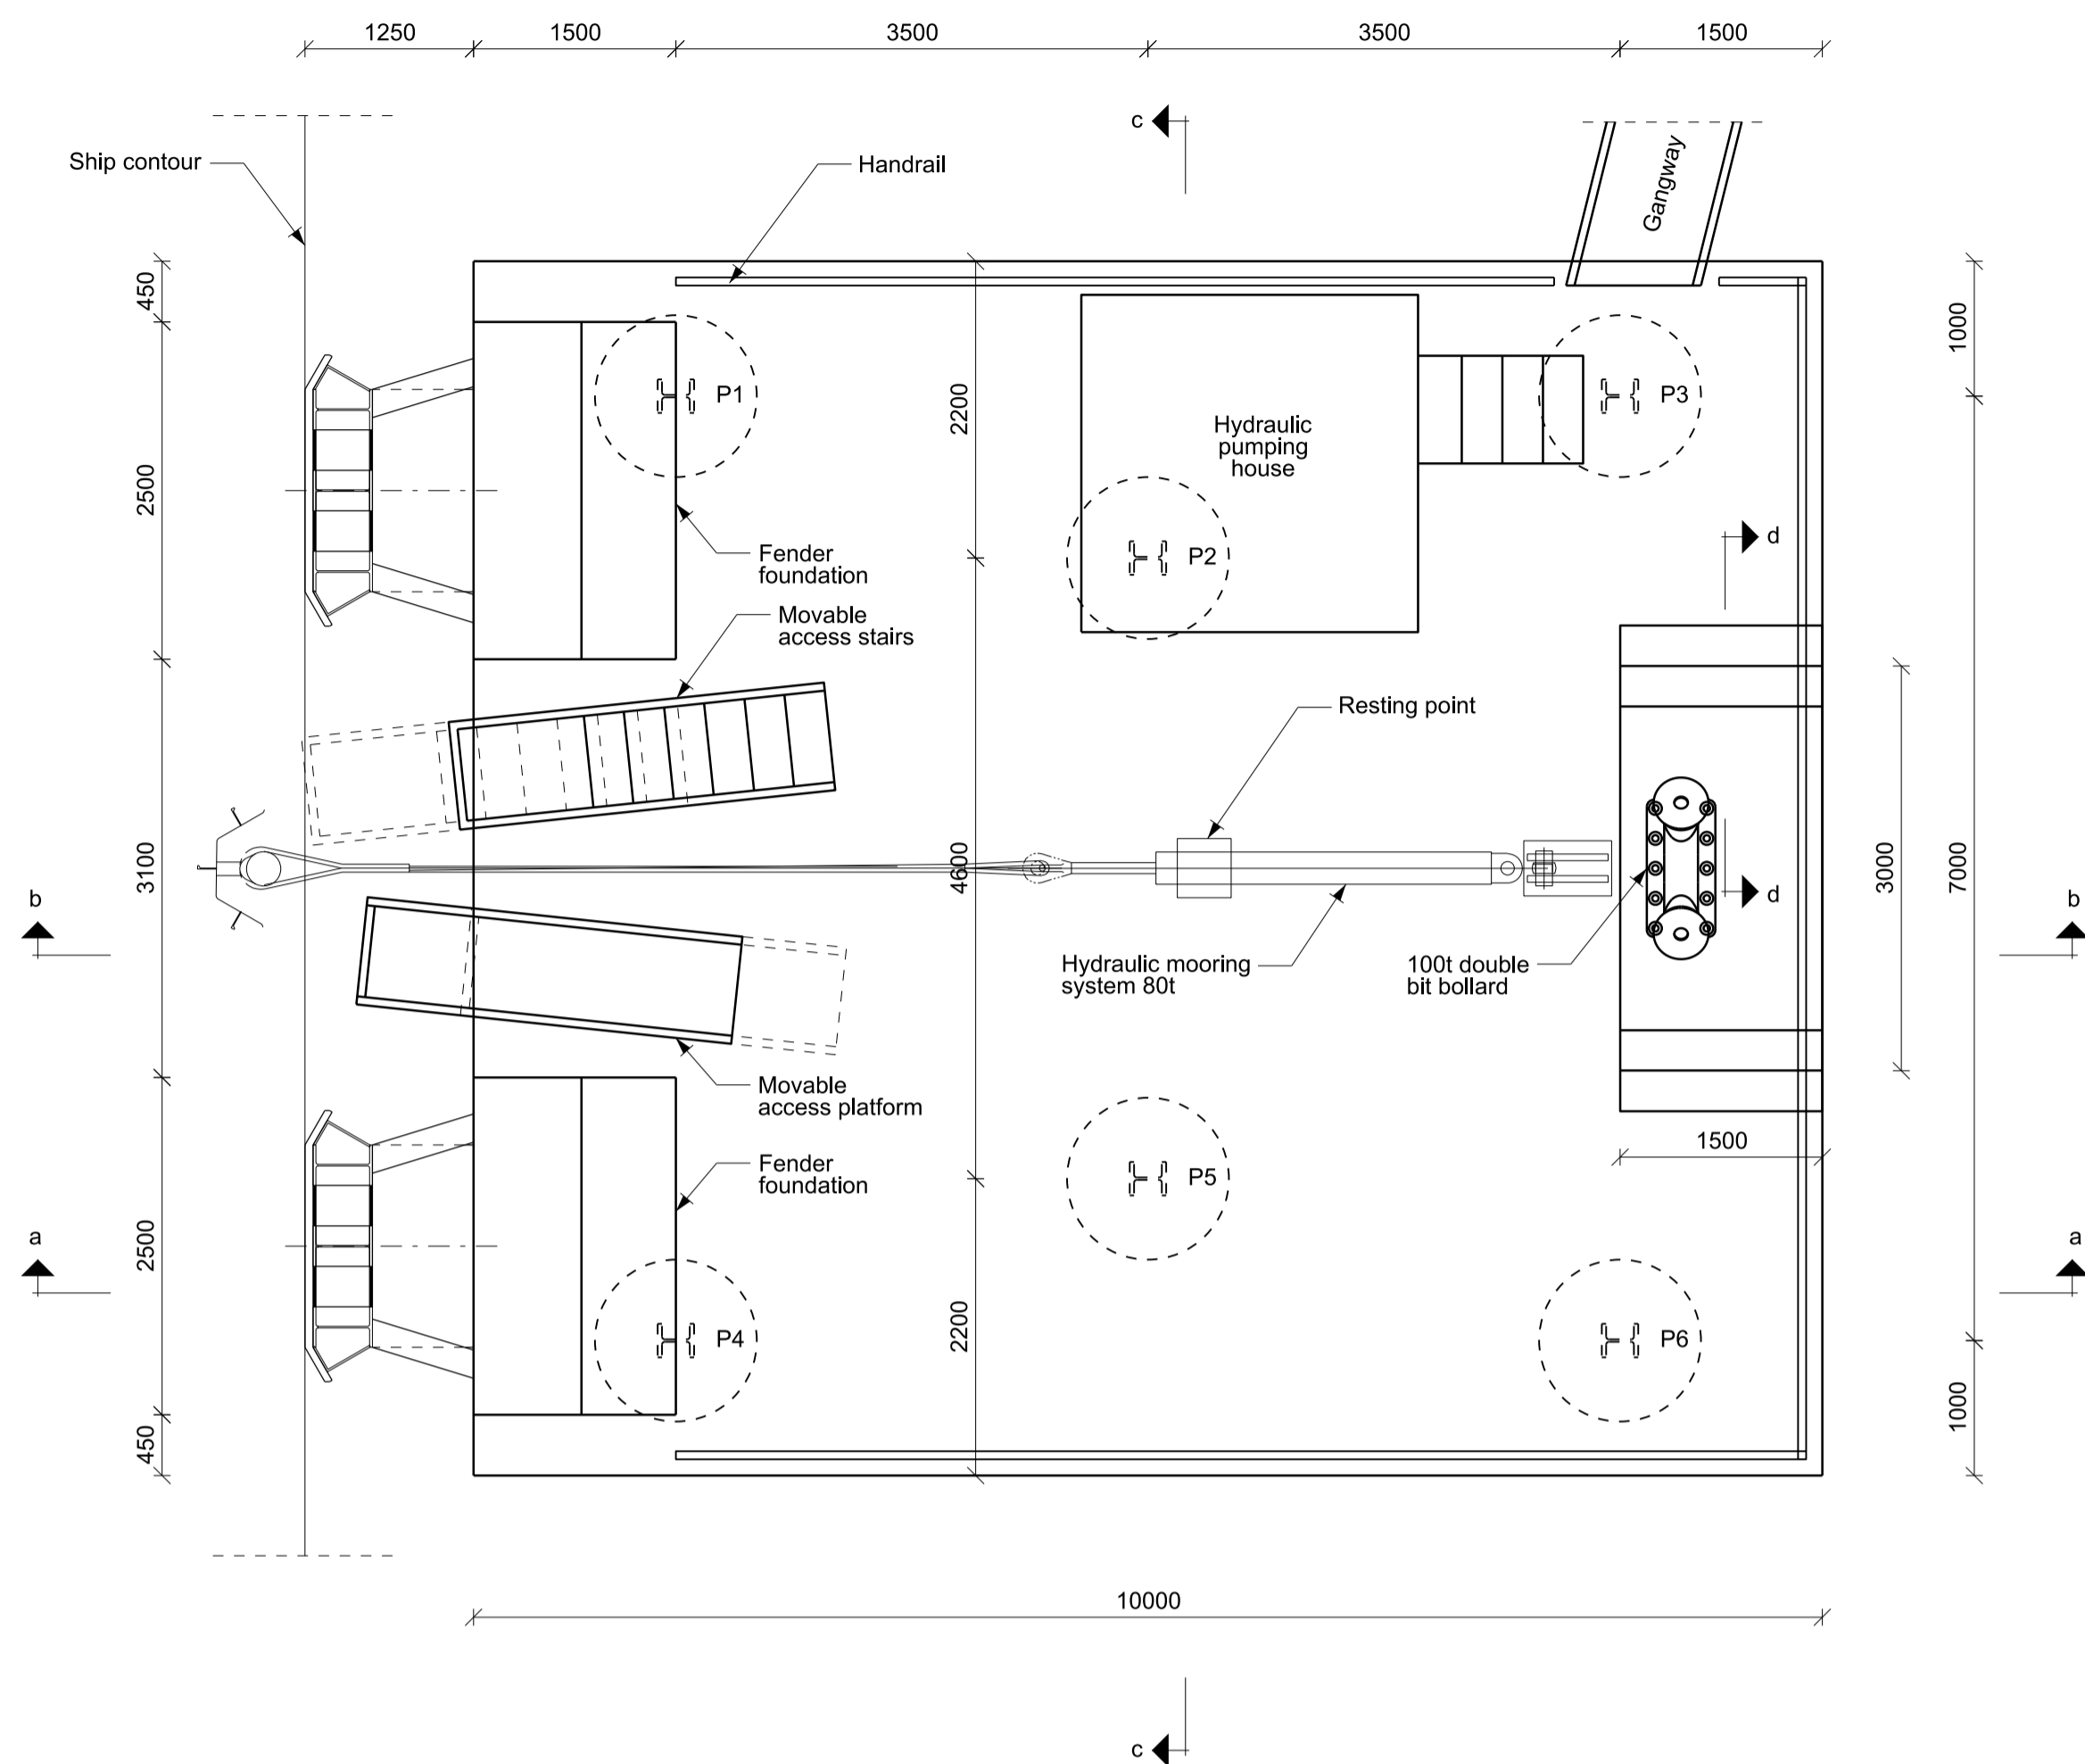 1250
1500
3500
3500
1500
c
Ship contour
Handrail
Gangway
450
1000
2200
P1
P3
Hydraulic
pumping
house
2500
d
Fender
foundation
P2
Movable
access stairs
Resting point
3100
4600
3000
7000
d
b
b
Hydraulic mooring
system 80t
100t double
bit bollard
Movable
access platform
1500
Fender
foundation
P5
a
a
2500
2200
P4
P6
450
1000
10000
c